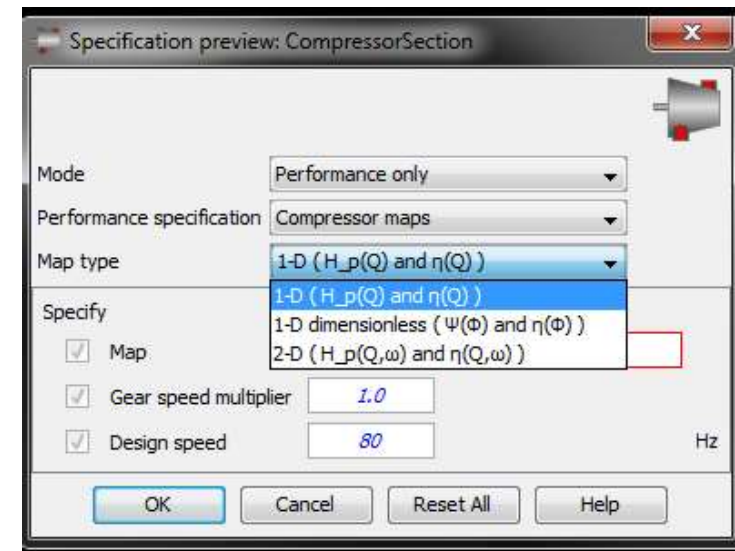 Specification preview: CompressorSection
Mode Performance only
Performance specification Compressor maps
Map type 1-D ( H_p(Q) and η(Q) )
1-D ( H_p(Q) and η(Q) )
Specify
1-D dimensionless ( Ψ(Φ) and η(Φ) )
Map 2-D ( H_p(Q,ω) and η(Q,ω) )
Gear speed multiplier 1.0
Design speed 80 Hz
OK Cancel Reset All Help